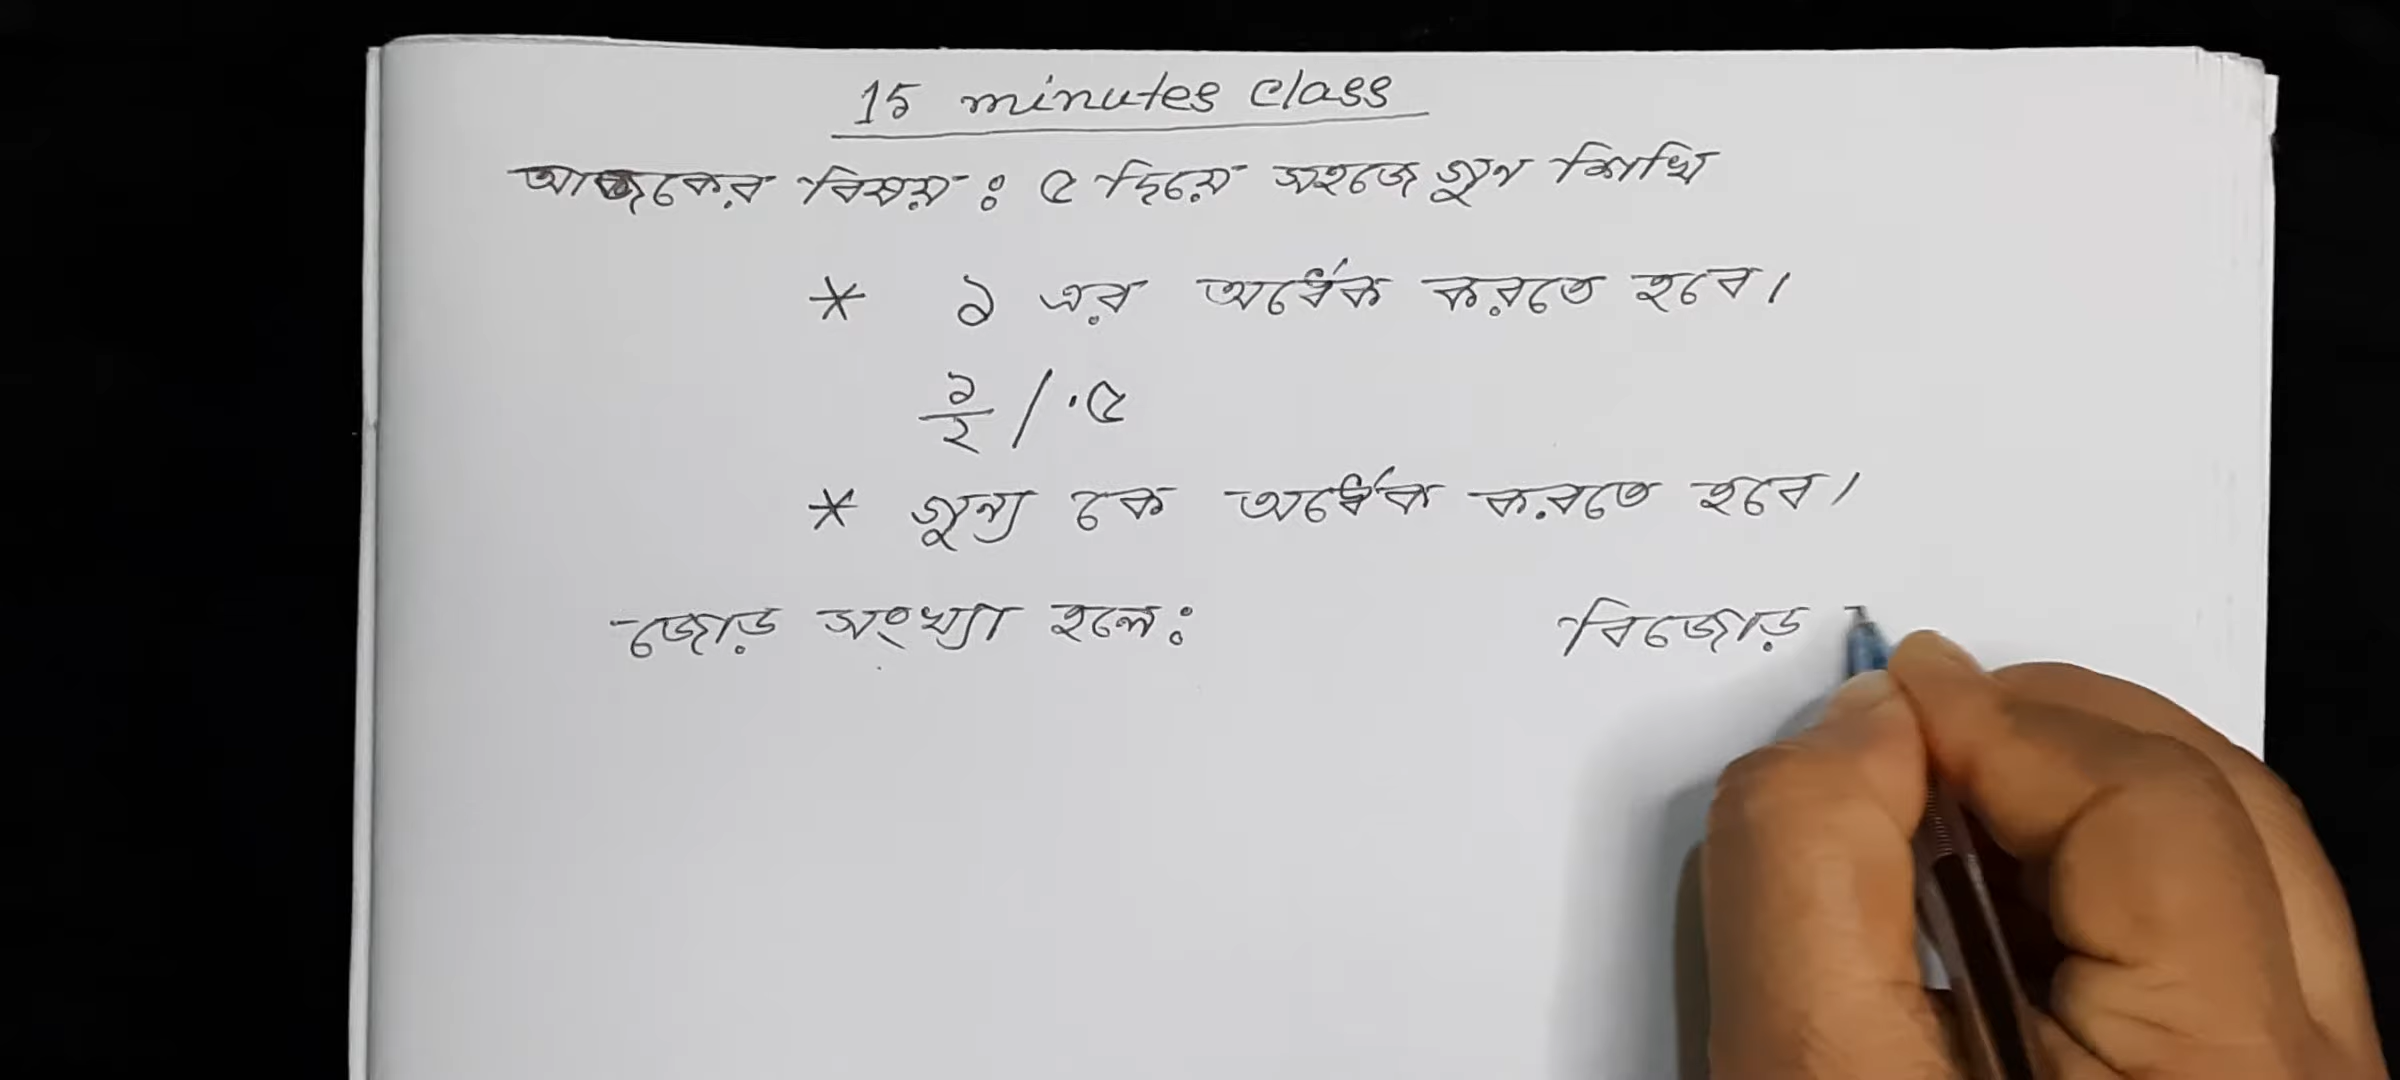 15 minutes class
আজকের বিষয় : ৫ দিয়ে সহজে গুন শিখি
* ১ এর অর্ধেক করতে হবে।
১/২ / .৫
* গুন্য কে অর্ধেক করতে হবে।
জোড় সংখ্যা হলে : বিজোড়